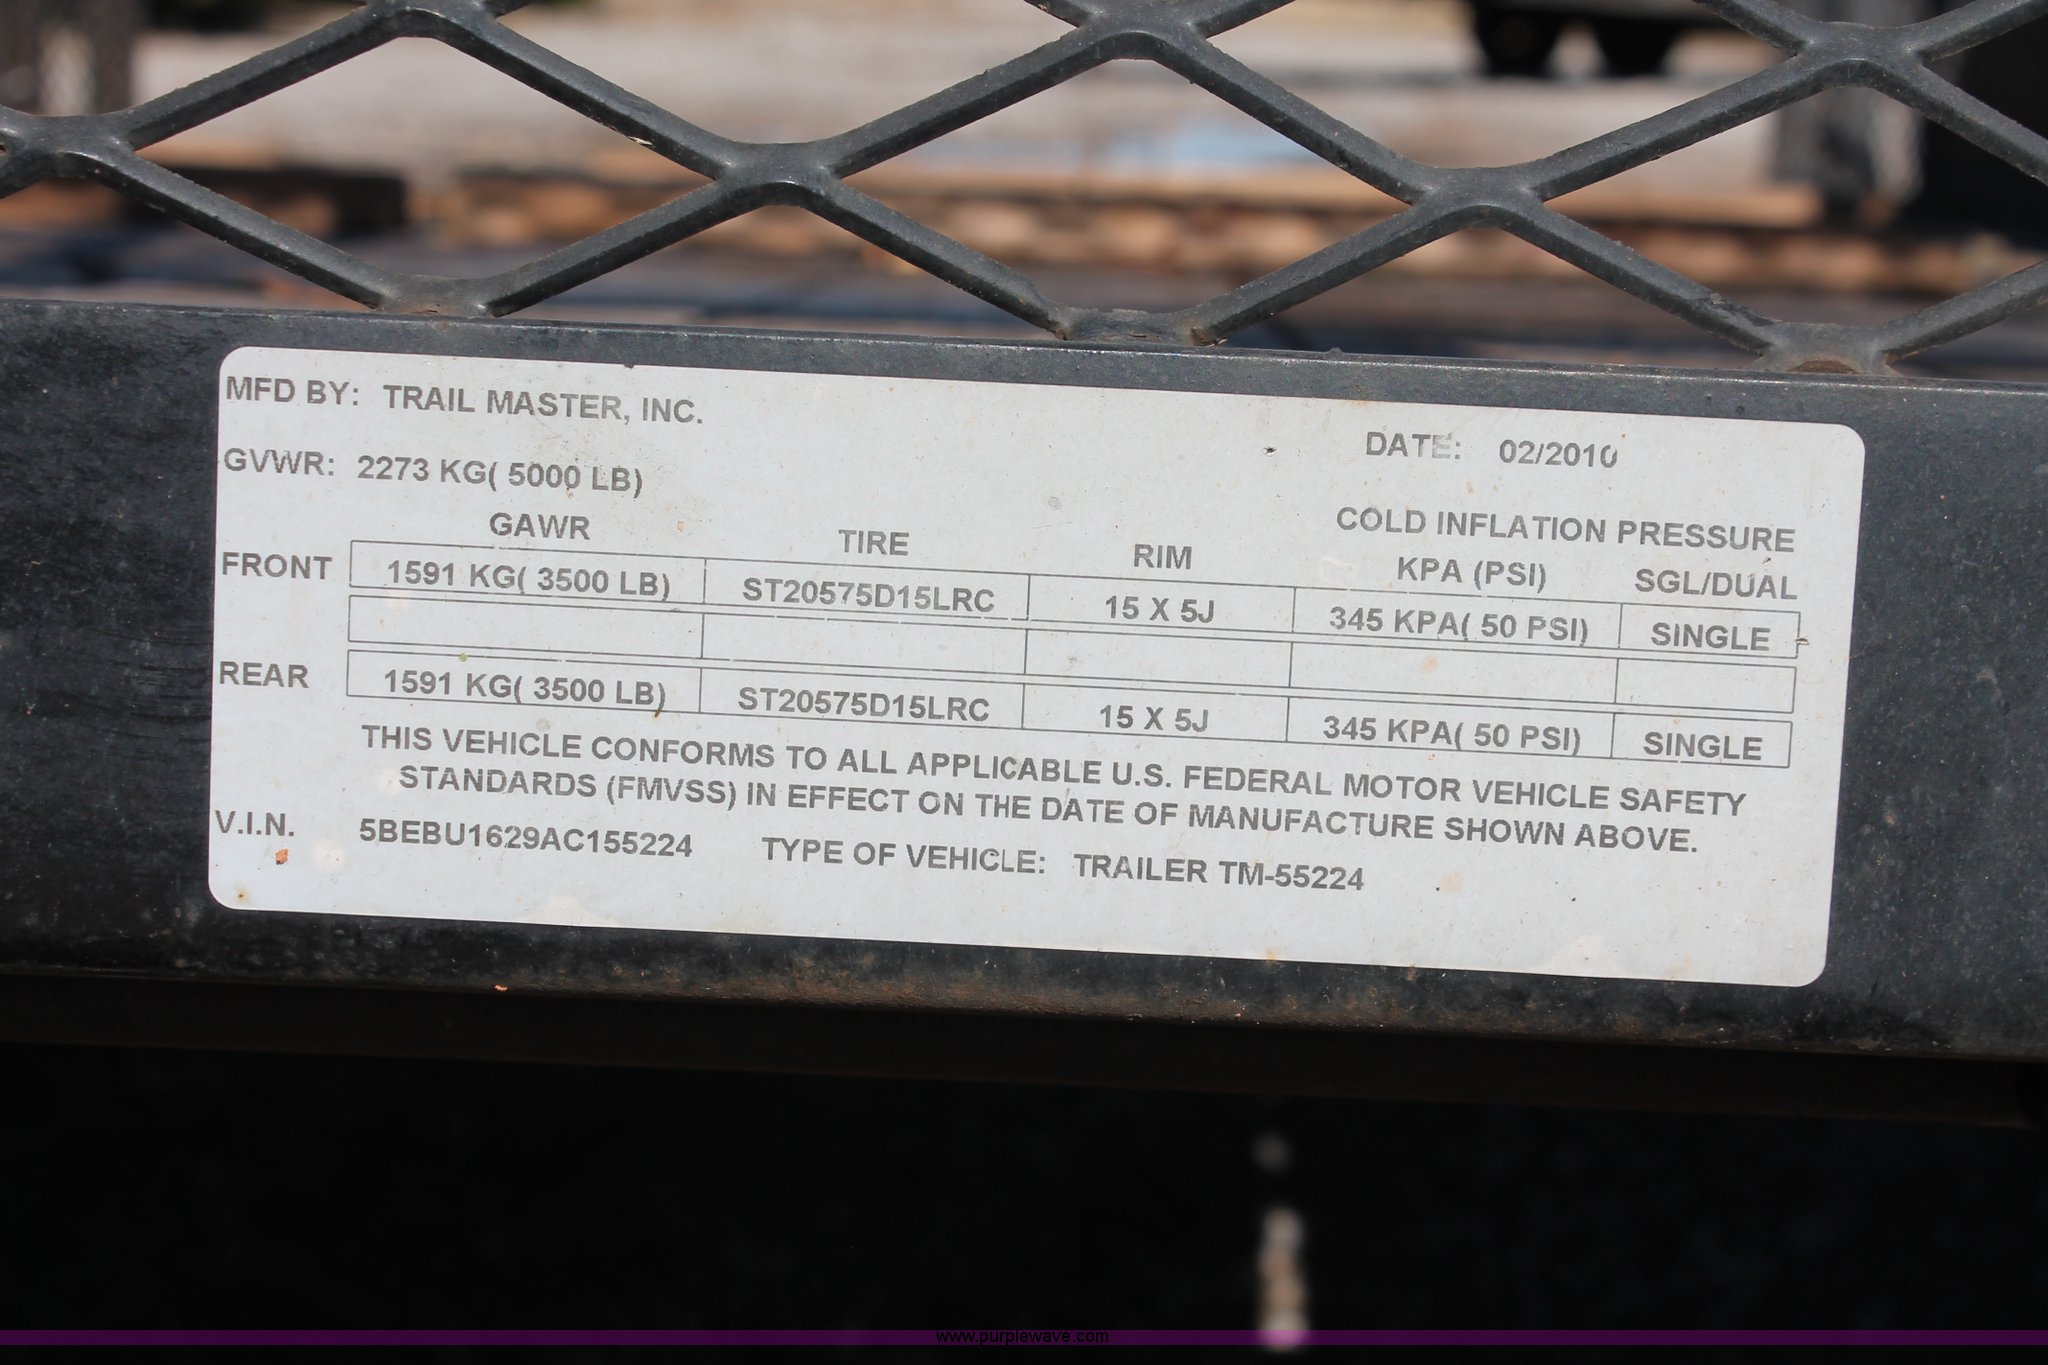 MFD BY: TRAIL MASTER, INC.
DATE: 02/2010
GVWR: 2273 KG( 5000 LB)
COLD INFLATION PRESSURE
GAWR TIRE RIM KPA (PSI) SGL/DUAL
FRONT 1591 KG( 3500 LB) ST20575D15LRC 15 X 5J 345 KPA( 50 PSI) SINGLE
REAR 1591 KG( 3500 LB) ST20575D15LRC 15 X 5J 345 KPA( 50 PSI) SINGLE
THIS VEHICLE CONFORMS TO ALL APPLICABLE U.S. FEDERAL MOTOR VEHICLE SAFETY
STANDARDS (FMVSS) IN EFFECT ON THE DATE OF MANUFACTURE SHOWN ABOVE.
V.I.N. 5BEBU1629AC155224 TYPE OF VEHICLE: TRAILER TM-55224
www.purplewave.com